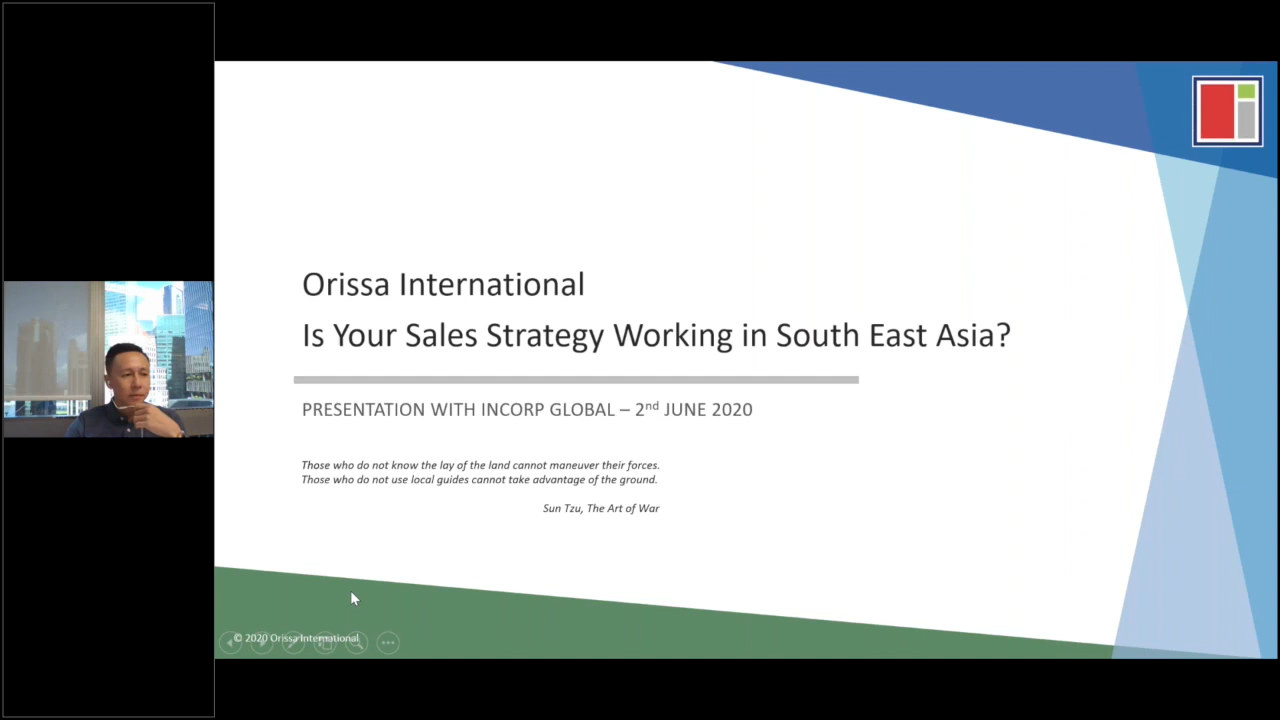 Orissa International
Is Your Sales Strategy Working in South East Asia?
PRESENTATION WITH INCORP GLOBAL – 2nd JUNE 2020
Those who do not know the lay of the land cannot maneuver their forces.
Those who do not use local guides cannot take advantage of the ground.
Sun Tzu, The Art of War
© 2020 Orissa International